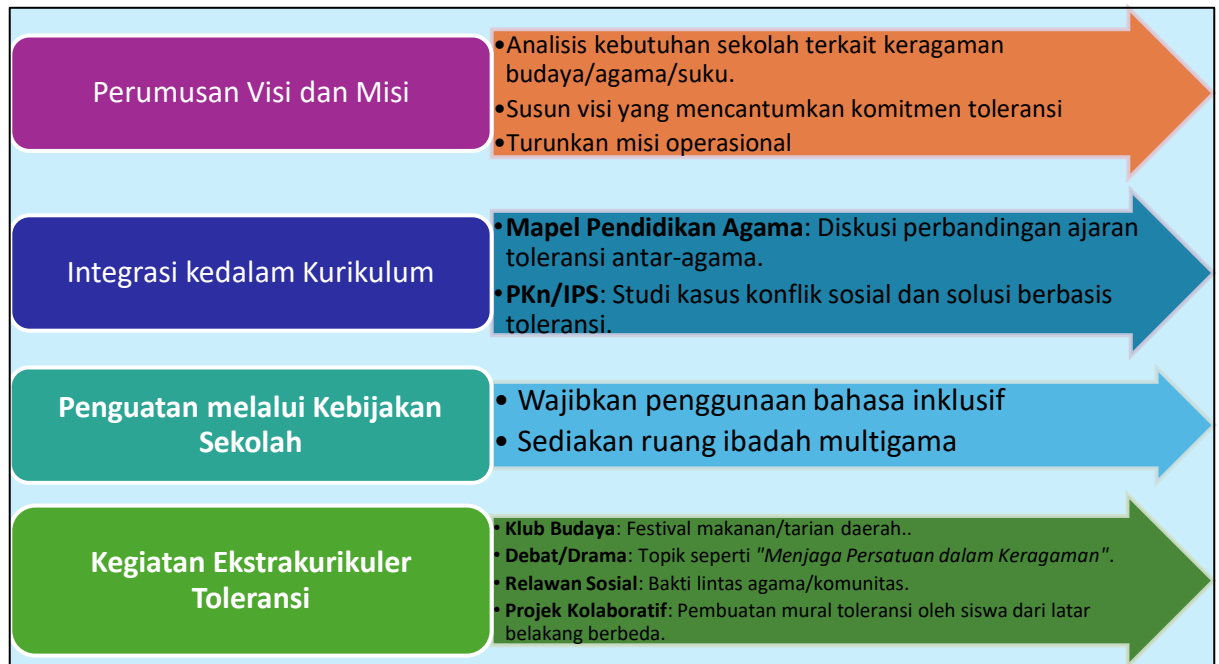 Perumusan Visi dan Misi
•Analisis kebutuhan sekolah terkait keragaman
budaya/agama/suku.
•Susun visi yang mencantumkan komitmen toleransi
•Turunkan misi operasional
Integrasi kedalam Kurikulum
•Mapel Pendidikan Agama: Diskusi perbandingan ajaran
toleransi antar-agama.
•PKn/IPS: Studi kasus konflik sosial dan solusi berbasis
toleransi.
Penguatan melalui Kebijakan
Sekolah
• Wajibkan penggunaan bahasa inklusif
• Sediakan ruang ibadah multigama
Kegiatan Ekstrakurikuler
Toleransi
• Klub Budaya: Festival makanan/tarian daerah..
• Debat/Drama: Topik seperti "Menjaga Persatuan dalam Keragaman".
• Relawan Sosial: Bakti lintas agama/komunitas.
• Projek Kolaboratif: Pembuatan mural toleransi oleh siswa dari latar
belakang berbeda.